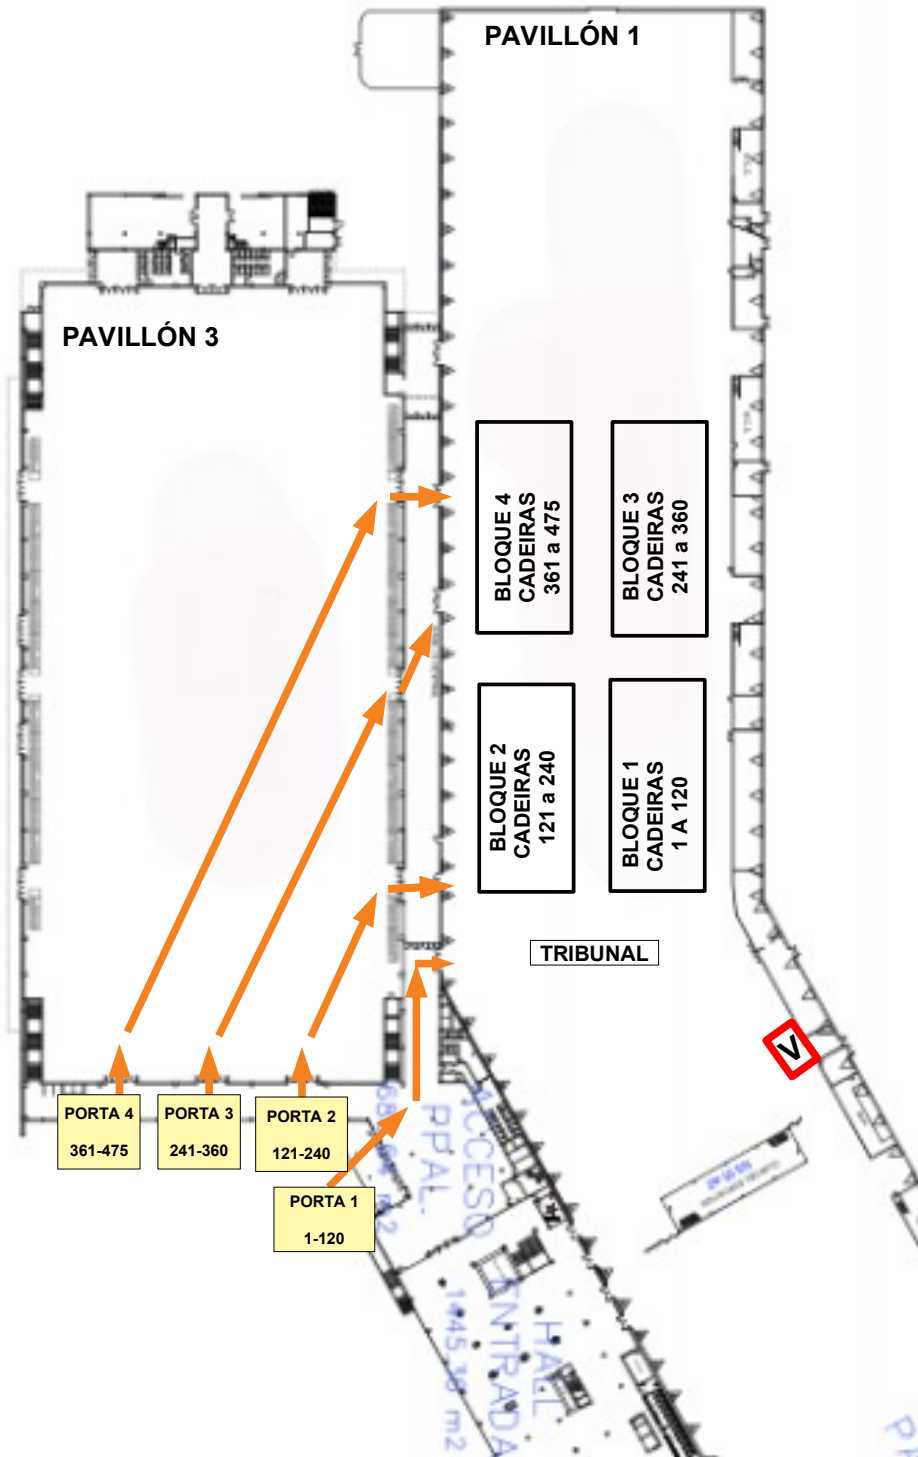 PAVILLÓN 1
PAVILLÓN 3
BLOQUE 4
CADEIRAS
361 a 475
BLOQUE 3
CADEIRAS
241 a 360
BLOQUE 2
CADEIRAS
121 a 240
BLOQUE 1
CADEIRAS
1 A 120
TRIBUNAL
V
PORTA 4
361-475
PORTA 3
241-360
PORTA 2
121-240
PORTA 1
1-120
ACCESO
PPAL.
m2
HALL
ENTRADA
m2